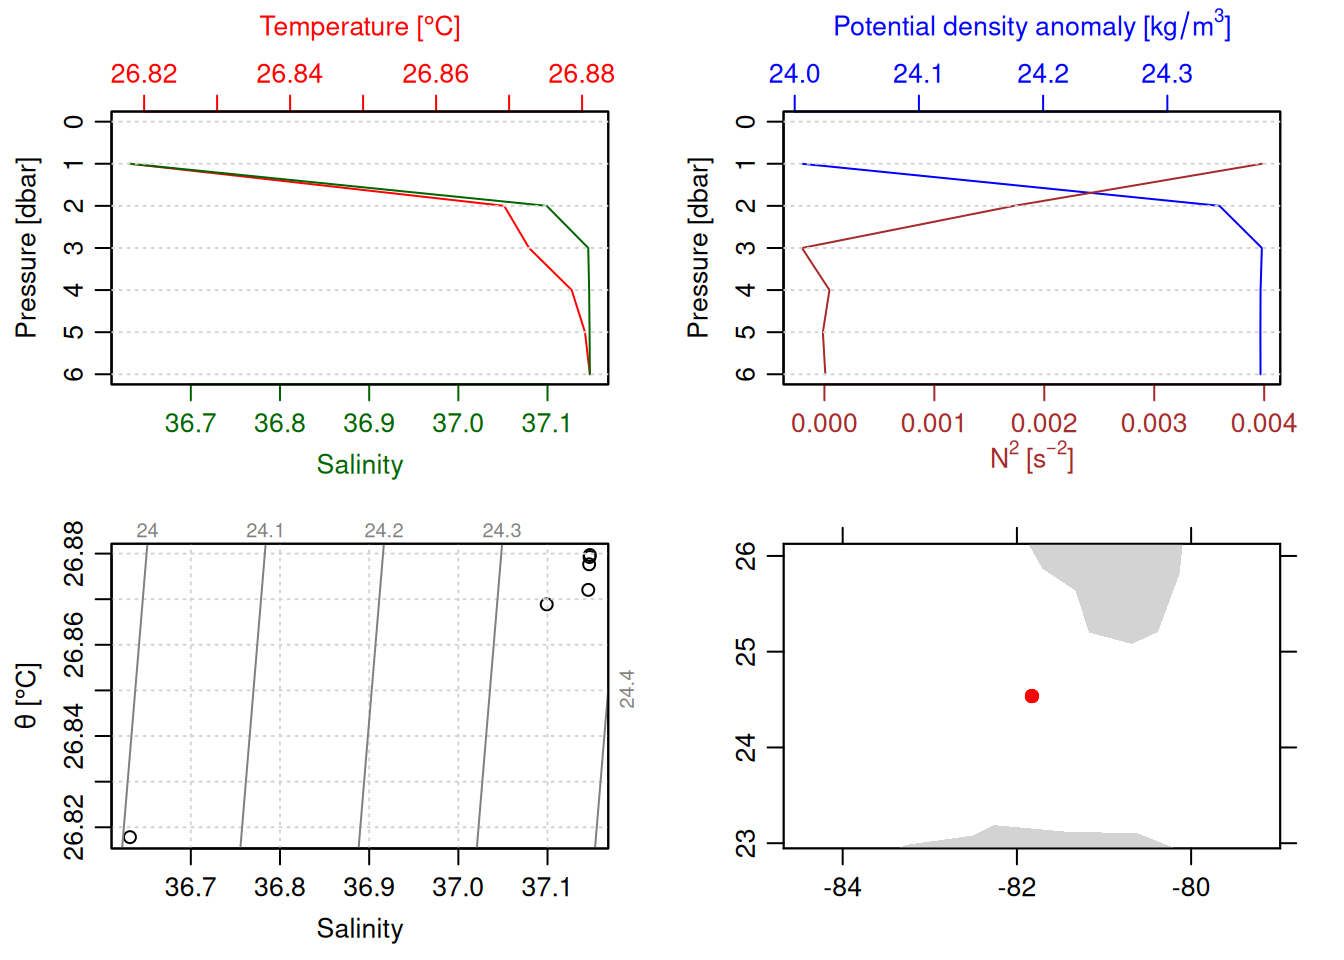 Temperature [°C]
26.82 26.84 26.86 26.88
0
1
2
3
4
5
6
Pressure [dbar]
36.7 36.8 36.9 37.0 37.1
Salinity
Potential density anomaly [kg/m³]
24.0 24.1 24.2 24.3
0
1
2
3
4
5
6
Pressure [dbar]
0.000 0.001 0.002 0.003 0.004
N² [s⁻²]
24 24.1 24.2 24.3
24.4
26.88
26.86
26.84
26.82
θ [°C]
36.7 36.8 36.9 37.0 37.1
Salinity
26
25
24
23
-84 -82 -80